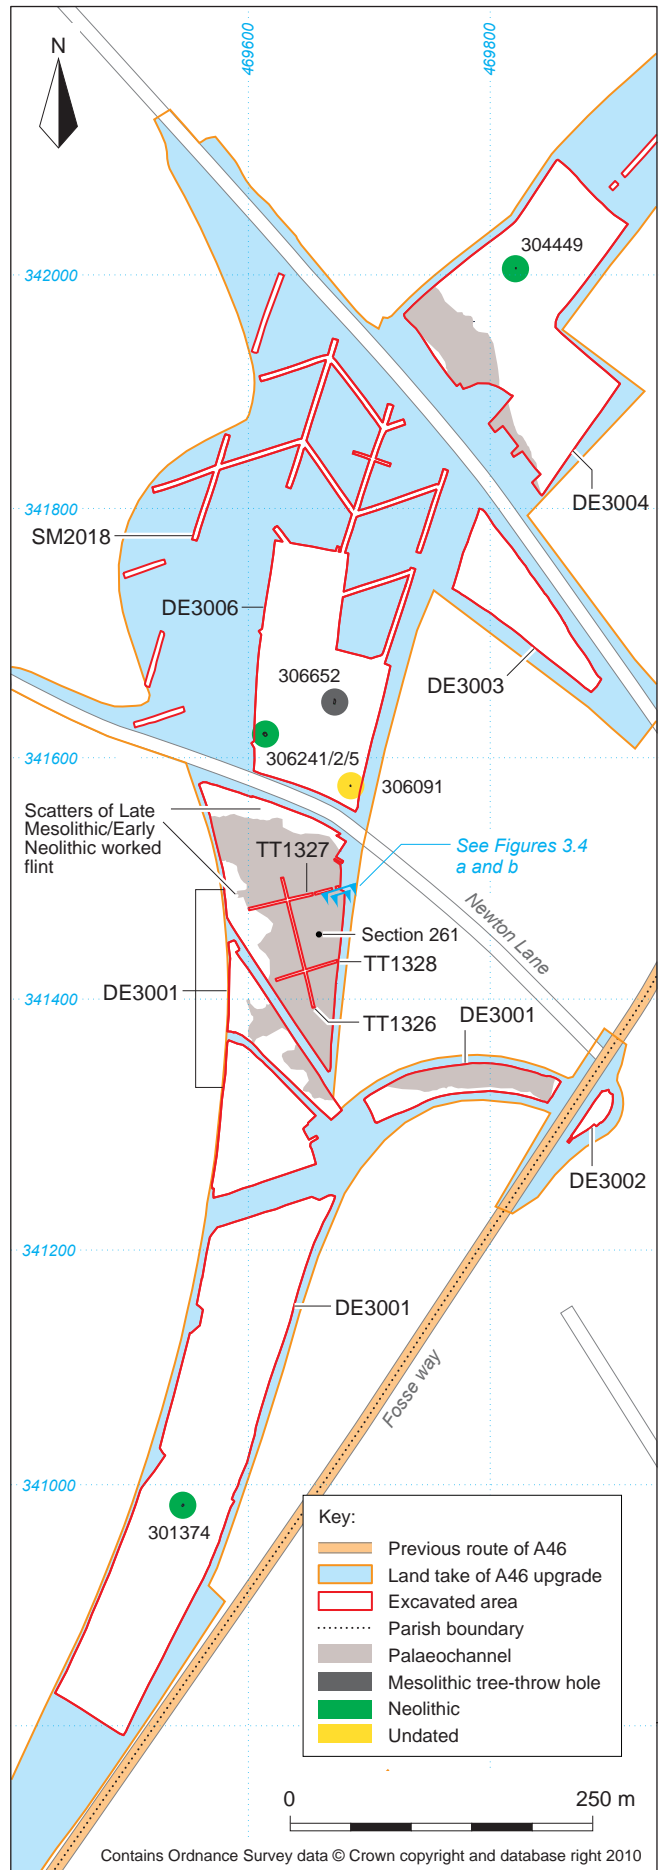 469600
469800
N
304449
342000
DE3004
341800
SM2018
DE3006
306652
DE3003
306241/2/5
341600
306091
Scatters of Late
Mesolithic/Early
Neolithic worked
flint
TT1327
See Figures 3.4
a and b
Newton Lane
Section 261
TT1328
DE3001
341400
TT1326
DE3001
DE3002
341200
DE3001
Fosse way
341000
301374
Key:
Previous route of A46
Land take of A46 upgrade
Excavated area
Parish boundary
Palaeochannel
Mesolithic tree-throw hole
Neolithic
Undated
0
250 m
Contains Ordnance Survey data © Crown copyright and database right 2010